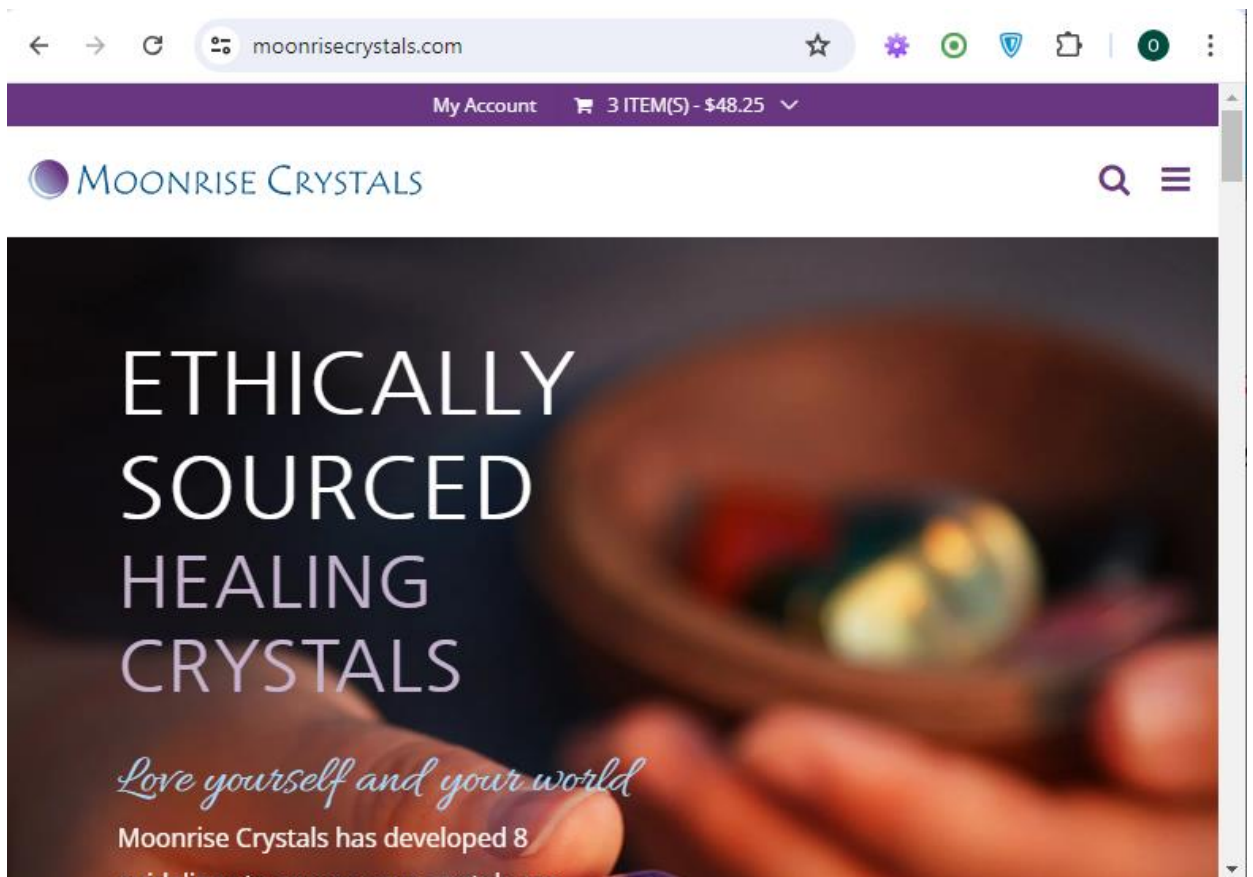 moonrisecrystals.com
O
My Account 3 ITEM(S) - $48.25
MOONRISE CRYSTALS
ETHICALLY
SOURCED
HEALING
CRYSTALS
Love yourself and your world
Moonrise Crystals has developed 8